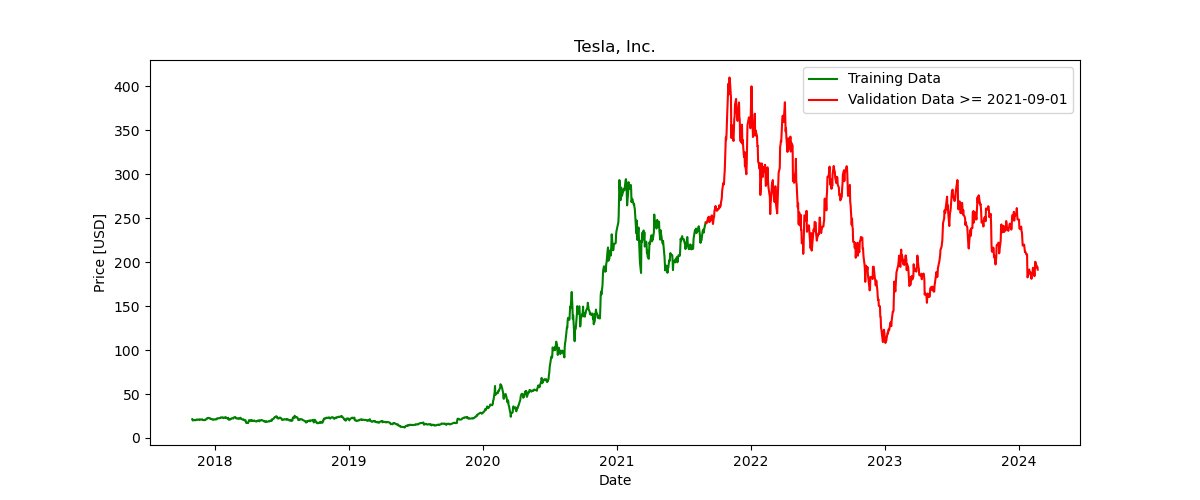 Tesla, Inc.
Training Data
Validation Data >= 2021-09-01
Price [USD]
400
350
300
250
200
150
100
50
0
2018 2019 2020 2021 2022 2023 2024
Date